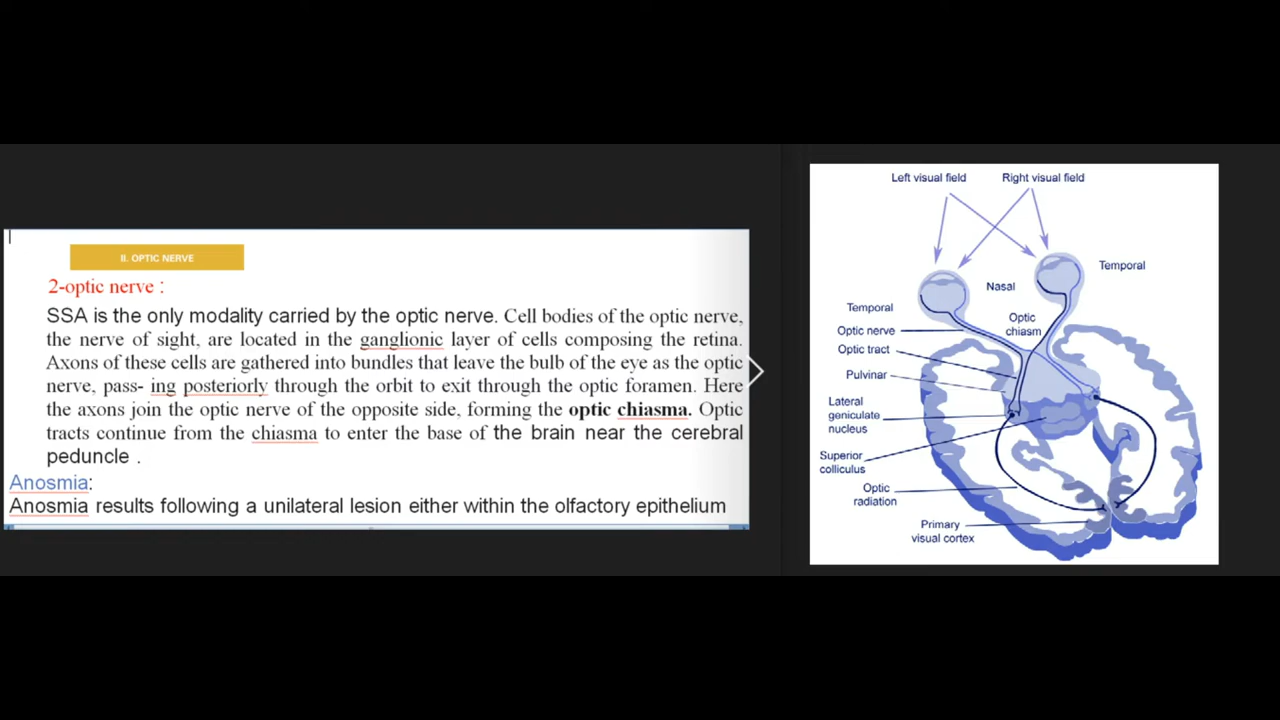 II. OPTIC NERVE
2-optic nerve :
SSA is the only modality carried by the optic nerve. Cell bodies of the optic nerve,
the nerve of sight, are located in the ganglionic layer of cells composing the retina.
Axons of these cells are gathered into bundles that leave the bulb of the eye as the optic
nerve, pass- ing posteriorly through the orbit to exit through the optic foramen. Here
the axons join the optic nerve of the opposite side, forming the optic chiasma. Optic
tracts continue from the chiasma to enter the base of the brain near the cerebral
peduncle .
Anosmia:
Anosmia results following a unilateral lesion either within the olfactory epithelium
Left visual field
Right visual field
Temporal
Nasal
Temporal
Optic
chiasm
Optic nerve
Optic tract
Pulvinar
Lateral
geniculate
nucleus
Superior
colliculus
Optic
radiation
Primary
visual cortex